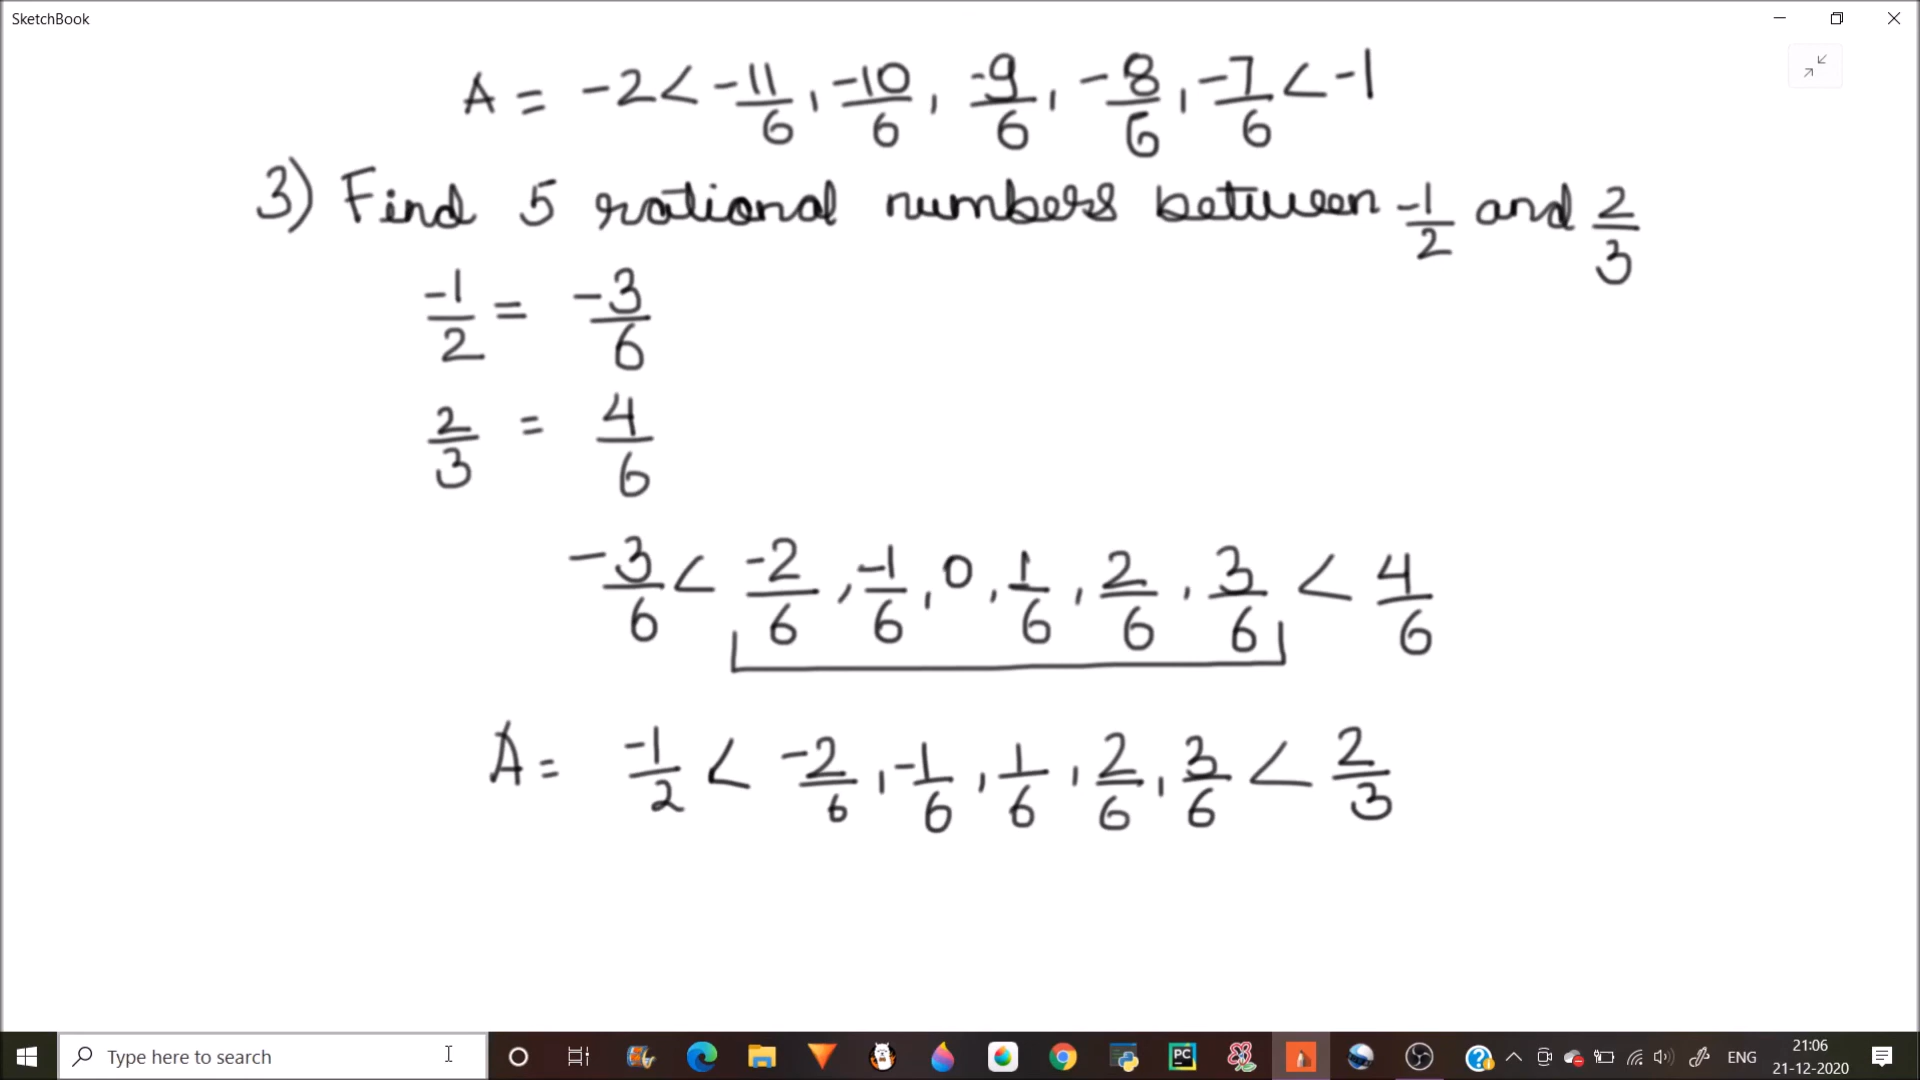 SketchBook
A = -2 < -11/6, -10/6, -9/6, -8/6, -7/6 < -1
3) Find 5 rational numbers between -1/2 and 2/3
-1/2 = -3/6
2/3 = 4/6
-3/6 < -2/6, -1/6, 0, 1/6, 2/6, 3/6 < 4/6
A = -1/2 < -2/6, -1/6, 1/6, 2/6, 3/6 < 2/3
Type here to search
PC
ENG
21:06
21-12-2020